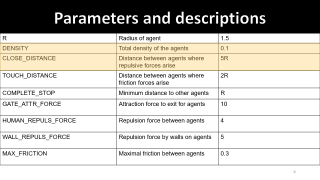 Parameters and descriptions
R Radius of agent 1.5
DENSITY Total density of the agents 0.1
CLOSE_DISTANCE Distance between agents where repulsive forces arise 5R
TOUCH_DISTANCE Distance between agents where friction forces arise 2R
COMPLETE_STOP Minimum distance to other agents R
GATE_ATTR_FORCE Attraction force to exit for agents 10
HUMAN_REPULS_FORCE Repulsion force between agents 4
WALL_REPULS_FORCE Repulsion force by walls on agents 5
MAX_FRICTION Maximal friction between agents 0.3